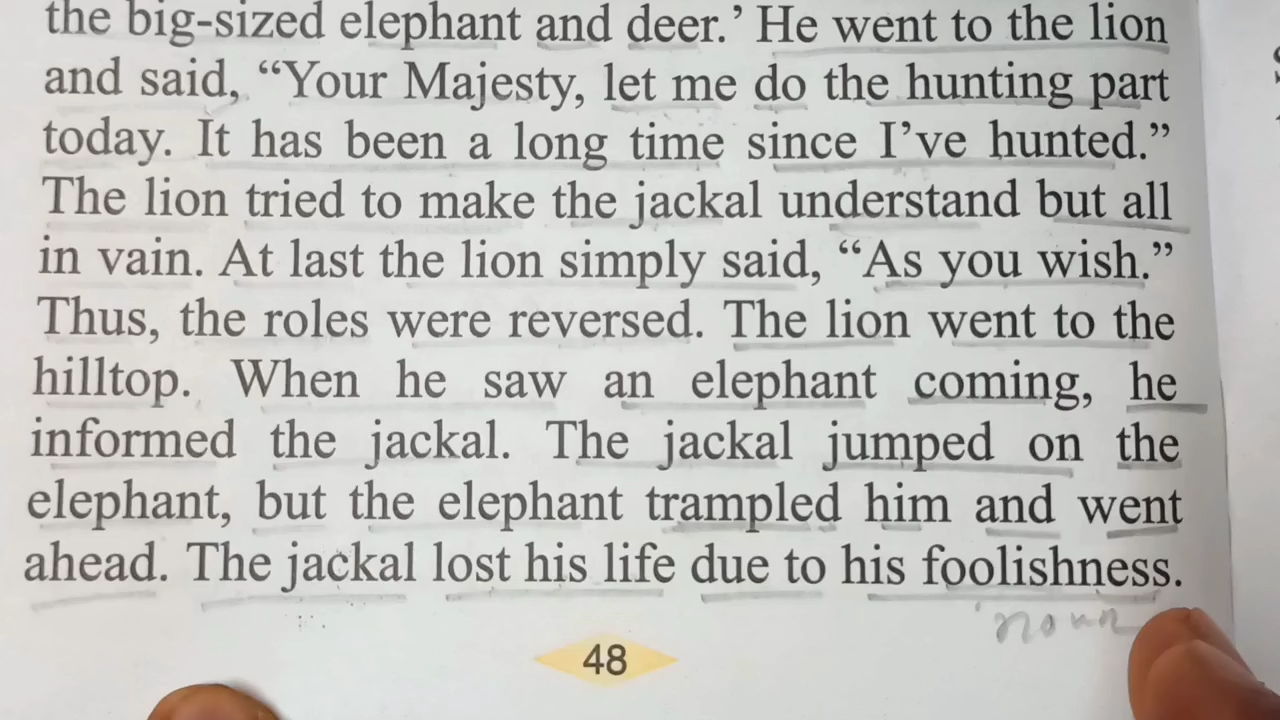 the big-sized elephant and deer.’ He went to the lion
and said, “Your Majesty, let me do the hunting part
today. It has been a long time since I’ve hunted.”
The lion tried to make the jackal understand but all
in vain. At last the lion simply said, “As you wish.”
Thus, the roles were reversed. The lion went to the
hilltop. When he saw an elephant coming, he
informed the jackal. The jackal jumped on the
elephant, but the elephant trampled him and went
ahead. The jackal lost his life due to his foolishness.
noun
48